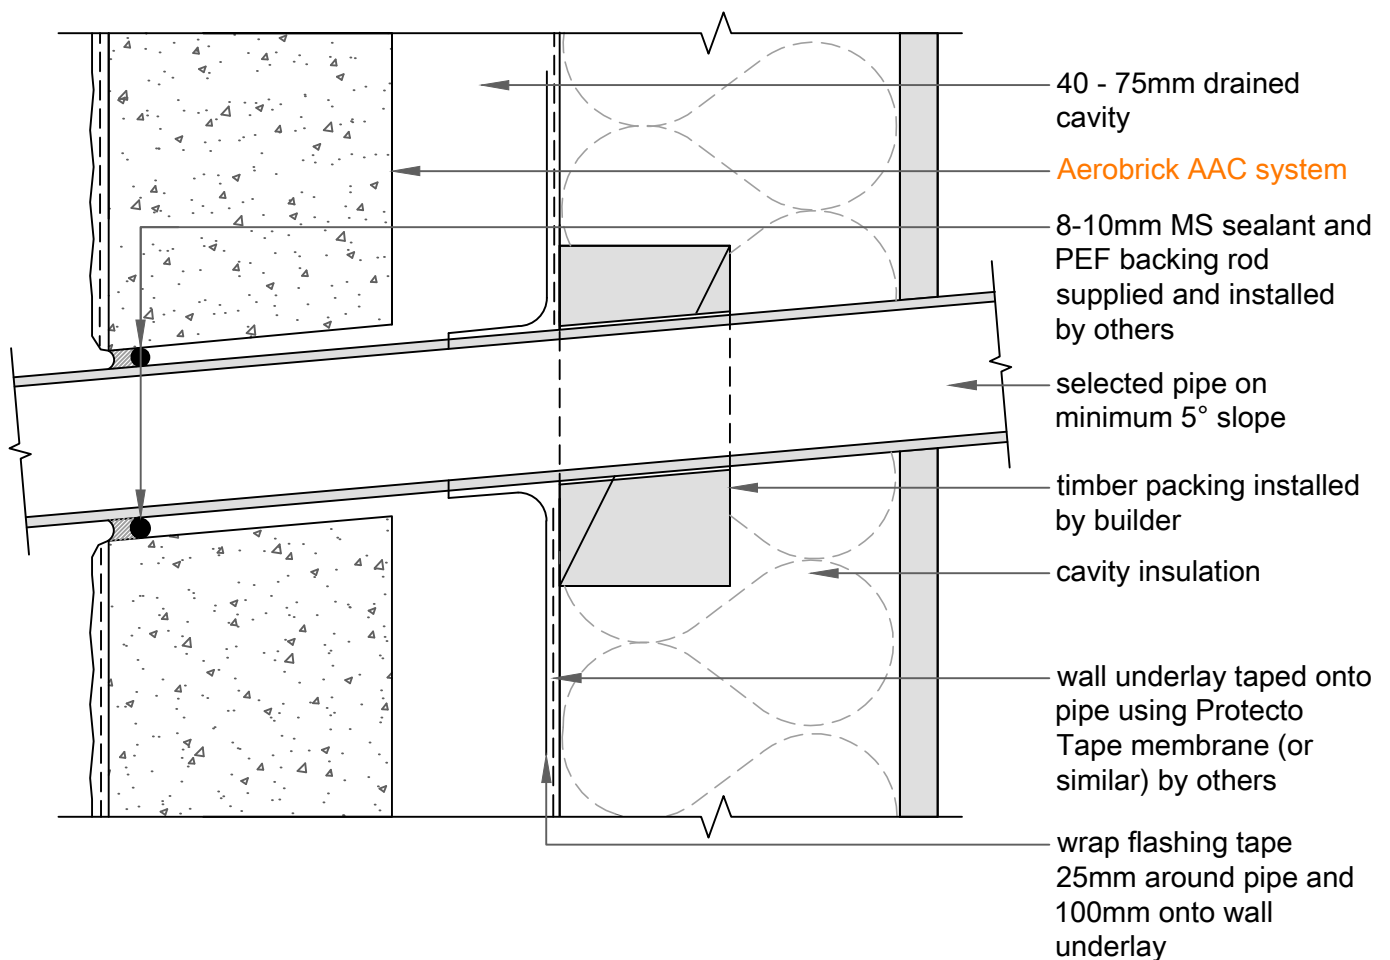 40 - 75mm drained
cavity
Aerobrick AAC system
8-10mm MS sealant and
PEF backing rod
supplied and installed
by others
selected pipe on
minimum 5° slope
timber packing installed
by builder
cavity insulation
wall underlay taped onto
pipe using Protecto
Tape membrane (or
similar) by others
wrap flashing tape
25mm around pipe and
100mm onto wall
underlay